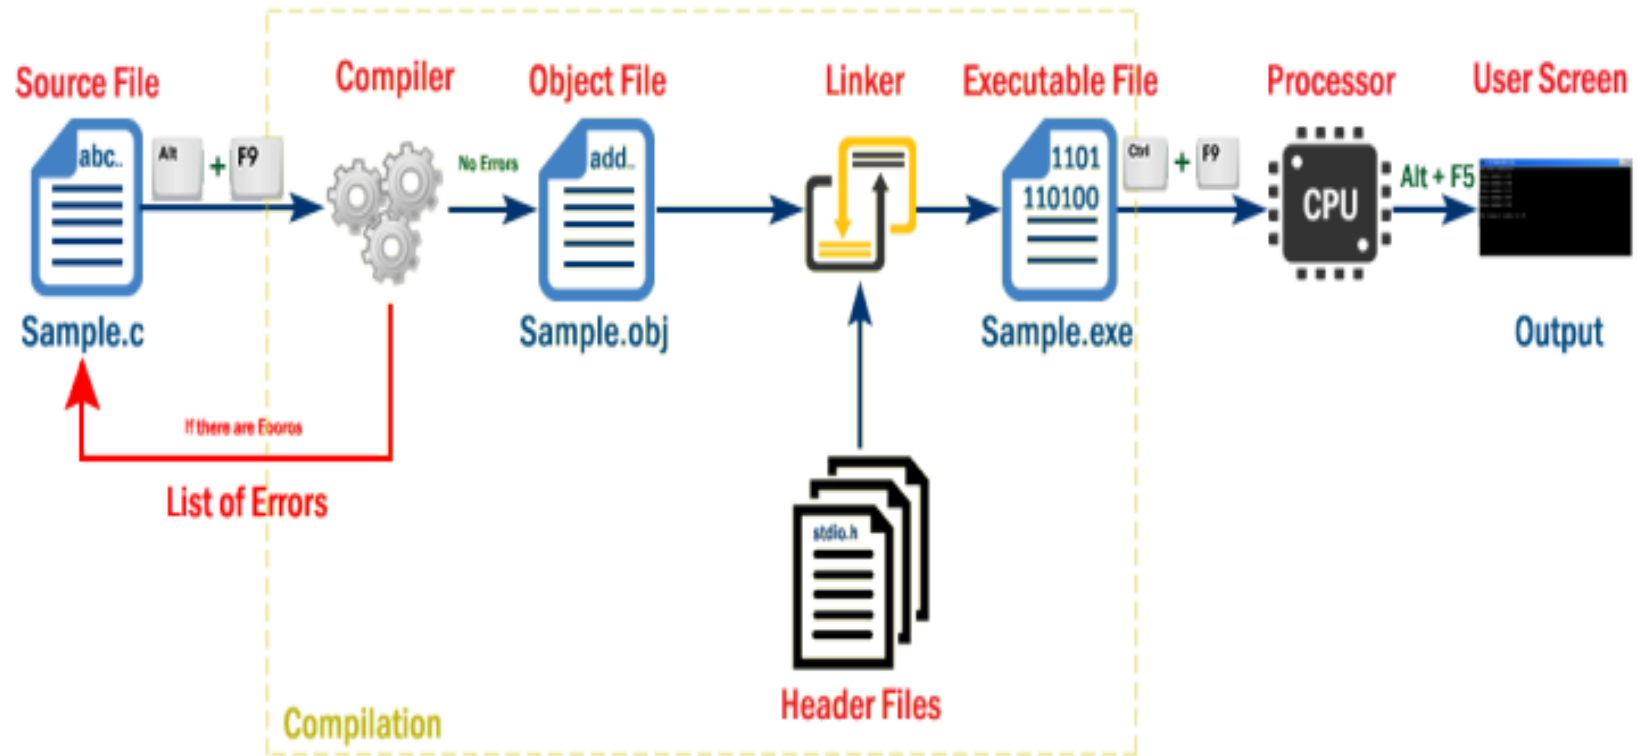 Source File
Compiler
Object File
Linker
Executable File
Processor
User Screen
abc..
Alt
+
F9
No Errors
add..
1101
110100
Ctrl
+
F9
CPU
Alt + F5
Sample.c
Sample.obj
Sample.exe
Output
If there are Eooros
List of Errors
stdio.h
Header Files
Compilation